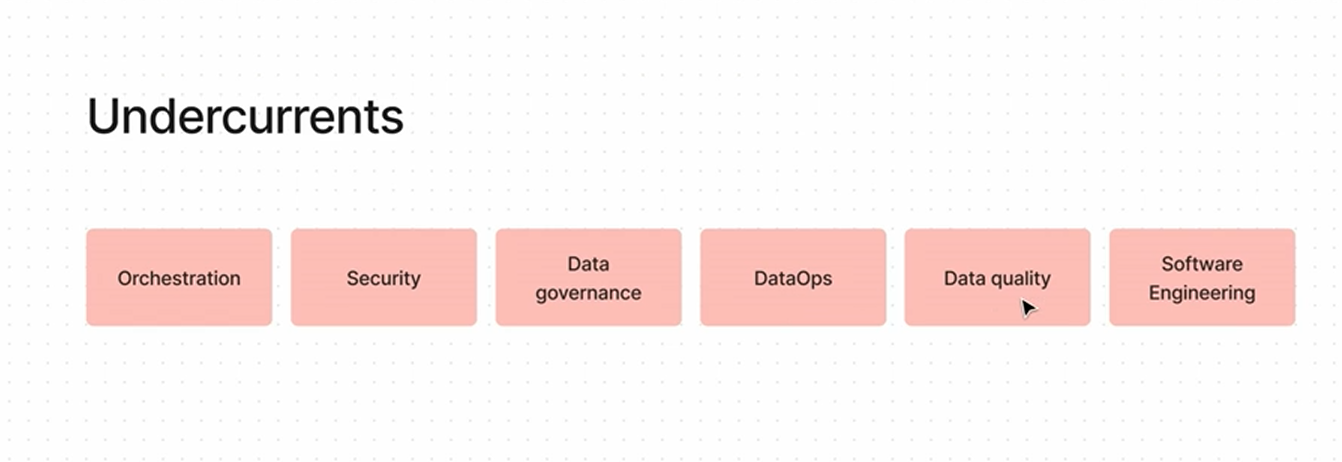 Undercurrents
Orchestration
Security
Data
governance
DataOps
Data quality
Software
Engineering